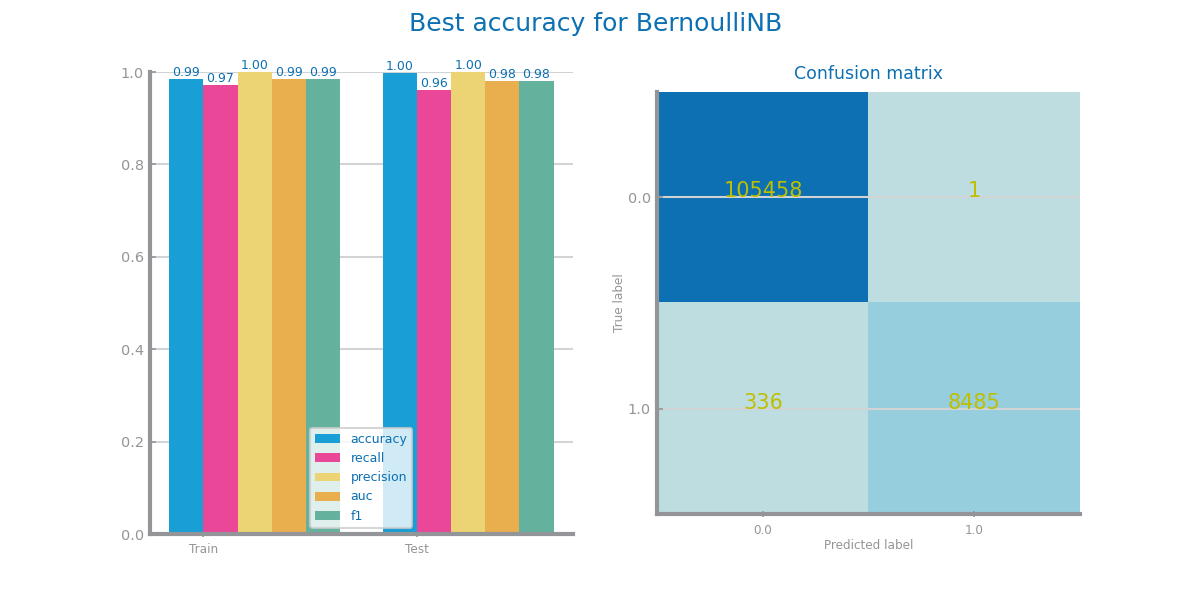 Best accuracy for BernoulliNB
1.0
0.8
0.6
0.4
0.2
0.0
0.99 0.97 1.00 0.99 0.99
1.00 0.96 1.00 0.98 0.98
accuracy
recall
precision
auc
f1
Train Test
Confusion matrix
True label
0.0
1.0
105458 1
336 8485
0.0 1.0
Predicted label